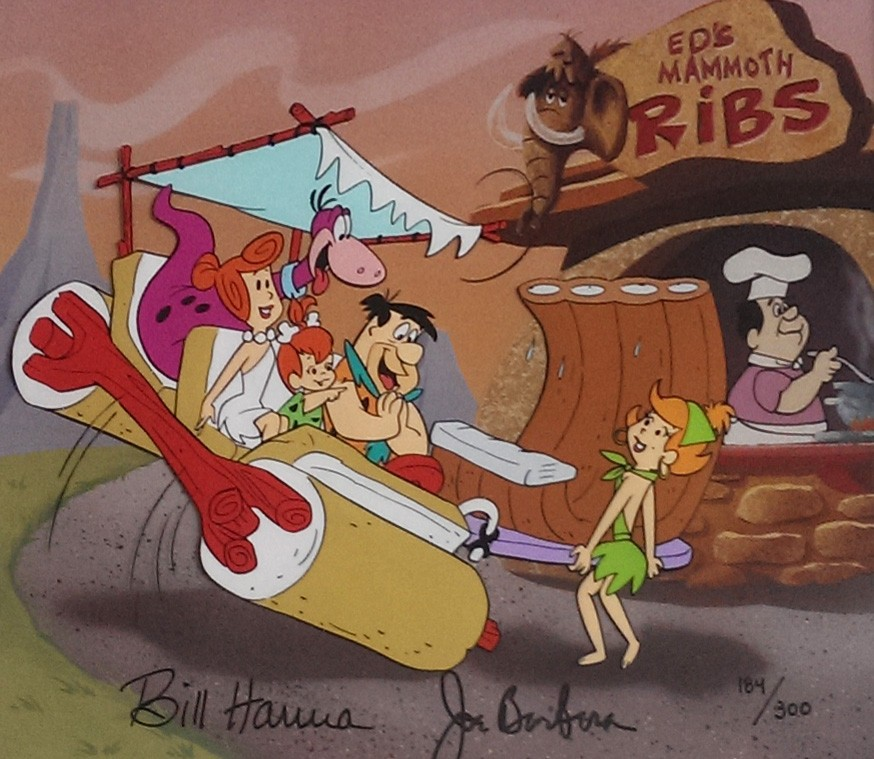 ED'S
MAMMOTH
RIBS
Bill Hanna Joe Barbera 184/300